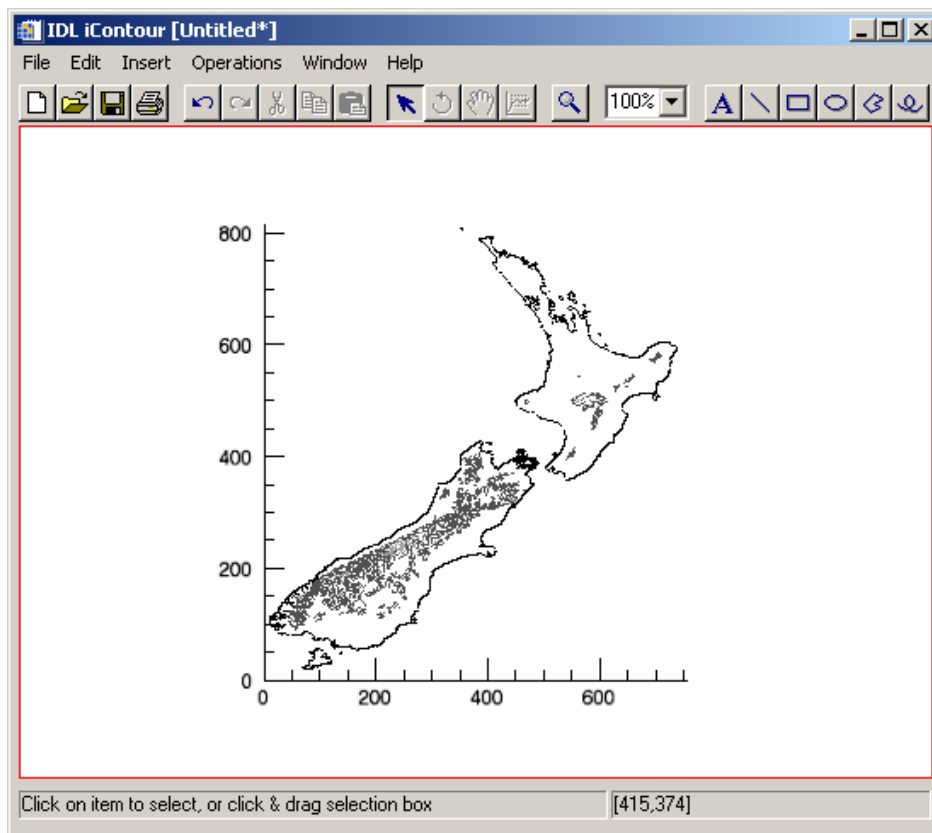 IDL iContour [Untitled*]
File Edit Insert Operations Window Help
100% A
800
600
400
200
0
0 200 400 600
Click on item to select, or click & drag selection box [415,374]